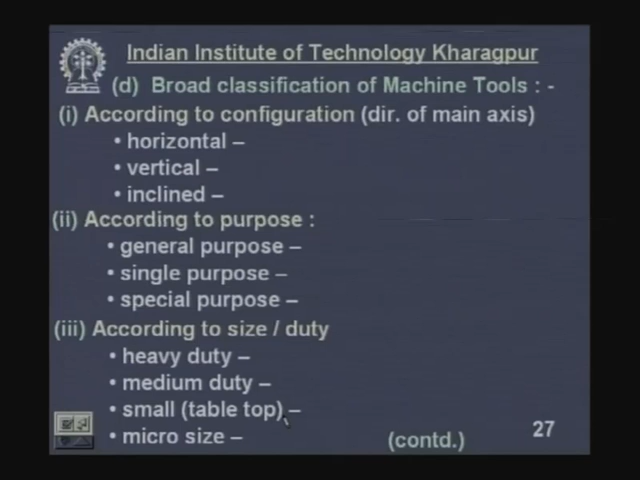 Indian Institute of Technology Kharagpur
(d) Broad classification of Machine Tools : -
(i) According to configuration (dir. of main axis)
• horizontal –
• vertical –
• inclined –
(ii) According to purpose :
• general purpose –
• single purpose –
• special purpose –
(iii) According to size / duty
• heavy duty –
• medium duty –
• small (table top) –
• micro size –
(contd.)
27